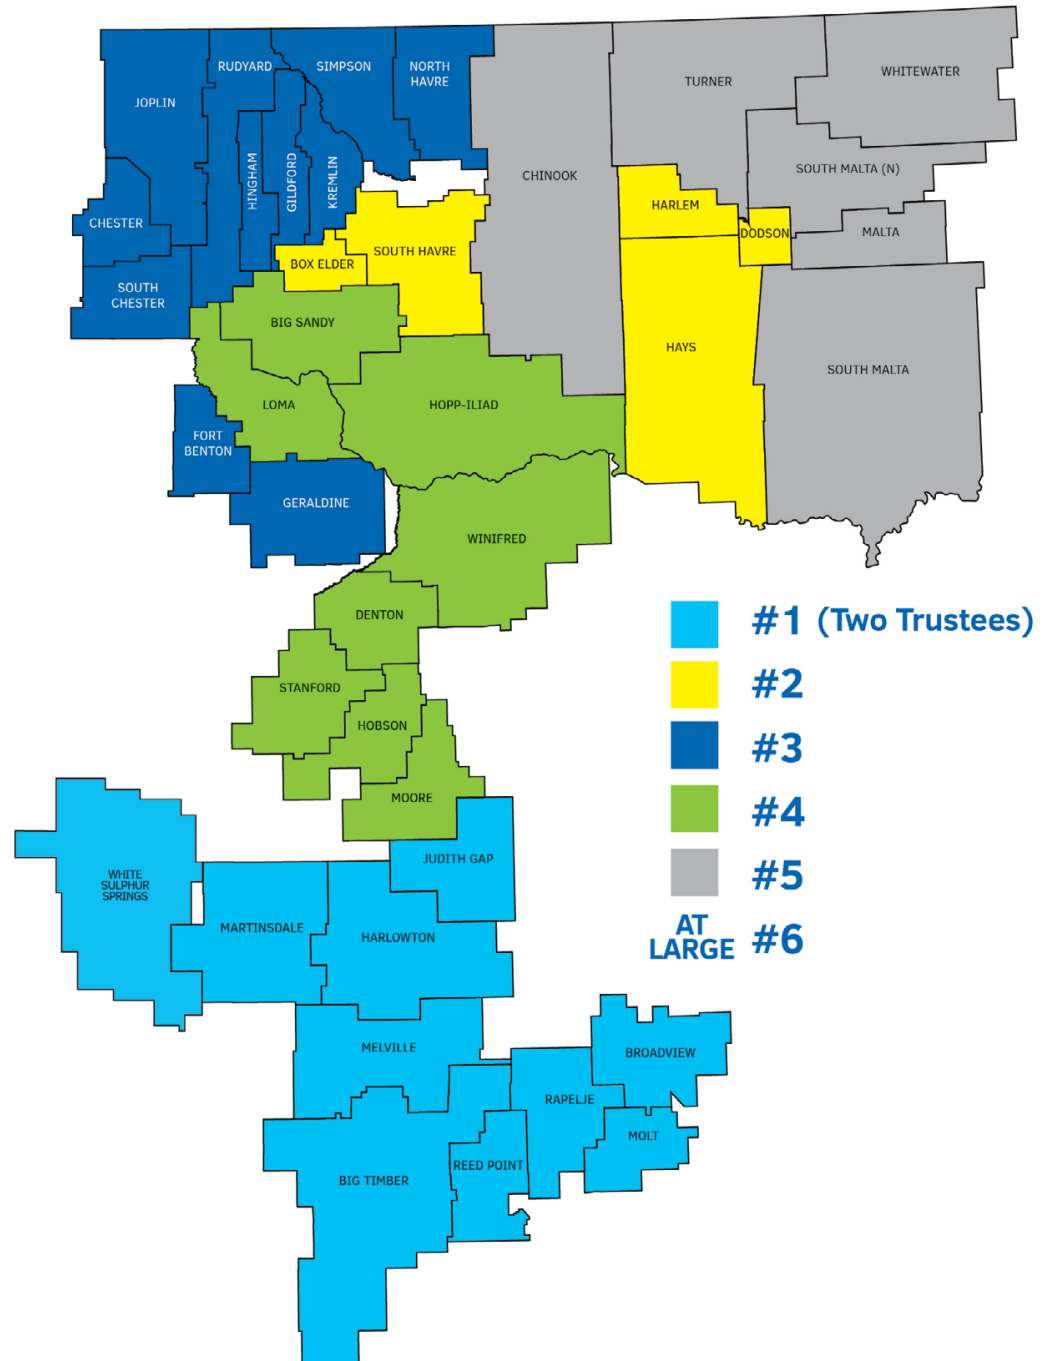 RUDYARD
SIMPSON
NORTH
HAVRE
JOPLIN
HINGHAM
GILDFORD
KREMLIN
CHESTER
SOUTH
CHESTER
BOX ELDER
SOUTH HAVRE
CHINOOK
TURNER
WHITEWATER
SOUTH MALTA (N)
HARLEM
DODSON
MALTA
HAYS
SOUTH MALTA
BIG SANDY
LOMA
HOPP-ILIAD
FORT
BENTON
GERALDINE
WINIFRED
DENTON
STANFORD
HOBSON
MOORE
#1 (Two Trustees)
#2
#3
#4
#5
AT
LARGE #6
WHITE
SULPHUR
SPRINGS
JUDITH GAP
MARTINSDALE
HARLOWTON
MELVILLE
BROADVIEW
RAPELJE
MOLT
REED POINT
BIG TIMBER